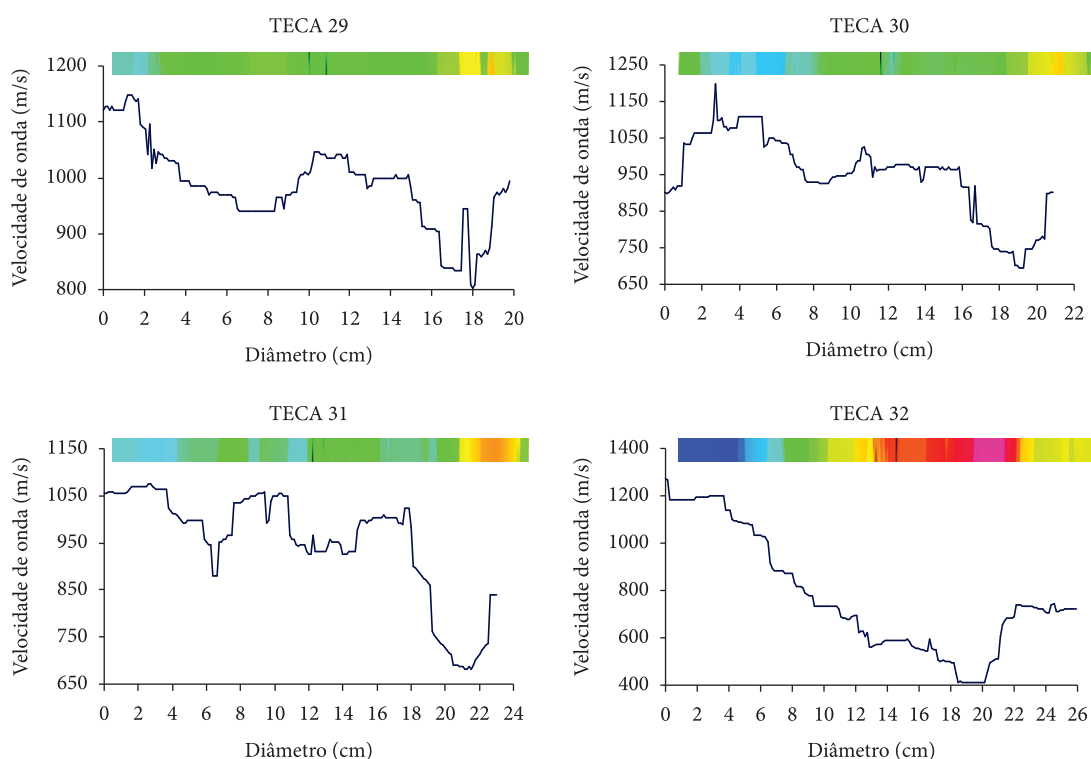 TECA 29
1200
1100
1000
900
800
0 2 4 6 8 10 12 14 16 18 20
Velocidade de onda (m/s)
Diâmetro (cm)
TECA 30
1250
1150
1050
950
850
750
650
0 2 4 6 8 10 12 14 16 18 20 22
Velocidade de onda (m/s)
Diâmetro (cm)
TECA 31
1150
1050
950
850
750
650
0 2 4 6 8 10 12 14 16 18 20 22 24
Velocidade de onda (m/s)
Diâmetro (cm)
TECA 32
1400
1200
1000
800
600
400
0 2 4 6 8 10 12 14 16 18 20 22 24 26
Velocidade de onda (m/s)
Diâmetro (cm)